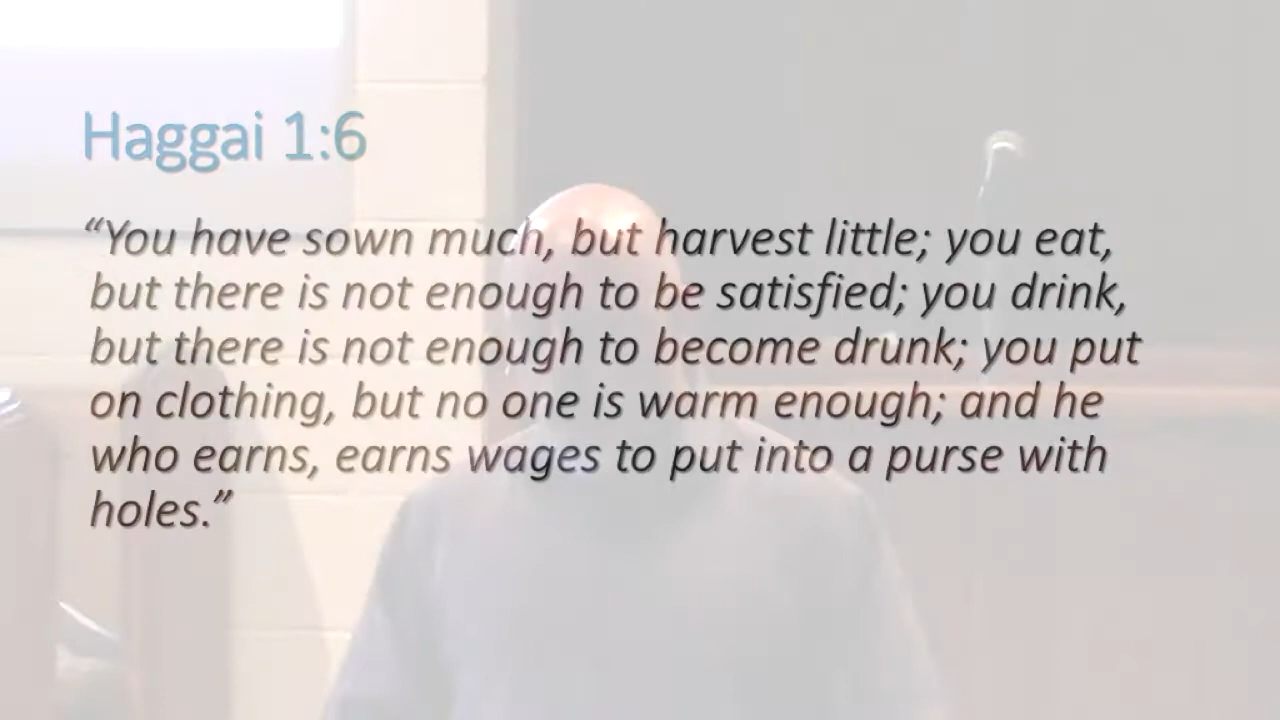 Haggai 1:6
“You have sown much, but harvest little; you eat,
but there is not enough to be satisfied; you drink,
but there is not enough to become drunk; you put
on clothing, but no one is warm enough; and he
who earns, earns wages to put into a purse with
holes.”